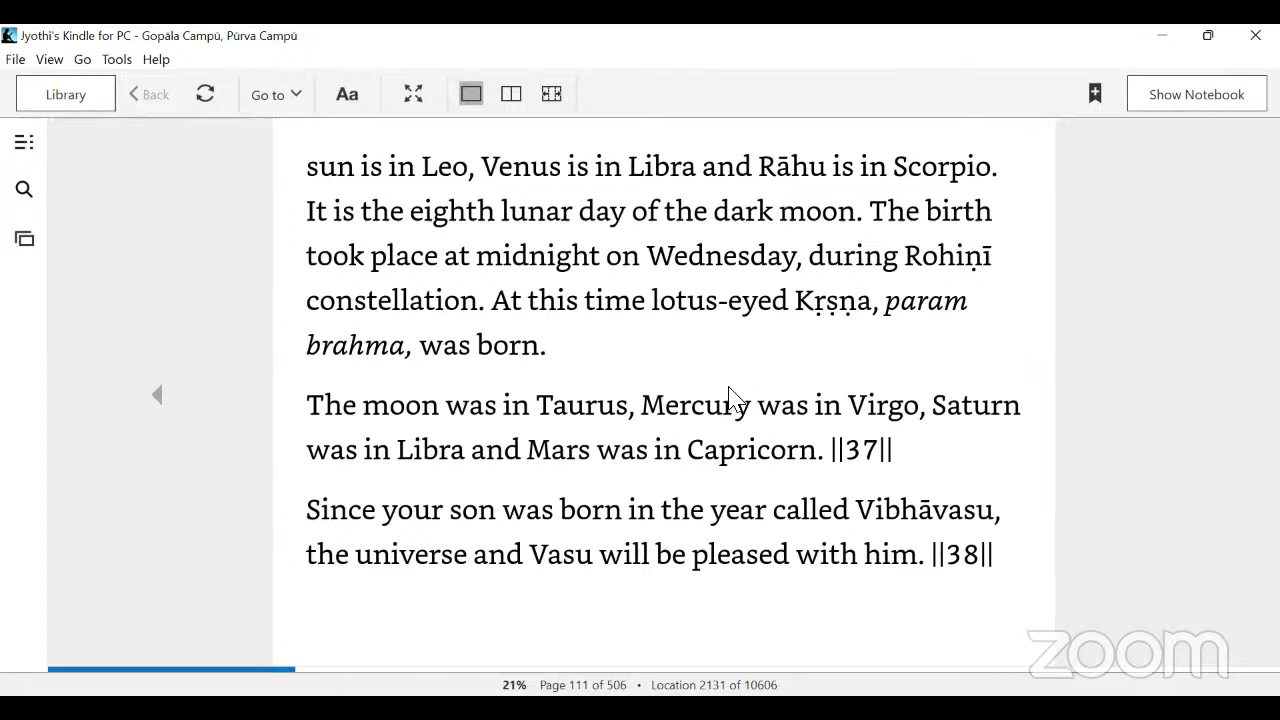 Jyothi's Kindle for PC - Gopāla Campū, Pūrva Campū
File View Go Tools Help
Library Back Go to Aa Show Notebook
sun is in Leo, Venus is in Libra and Rāhu is in Scorpio.
It is the eighth lunar day of the dark moon. The birth
took place at midnight on Wednesday, during Rohiṇī
constellation. At this time lotus-eyed Kṛṣṇa, param
brahma, was born.
The moon was in Taurus, Mercury was in Virgo, Saturn
was in Libra and Mars was in Capricorn. ||37||
Since your son was born in the year called Vibhāvasu,
the universe and Vasu will be pleased with him. ||38||
zoom
21% Page 111 of 506 • Location 2131 of 10606